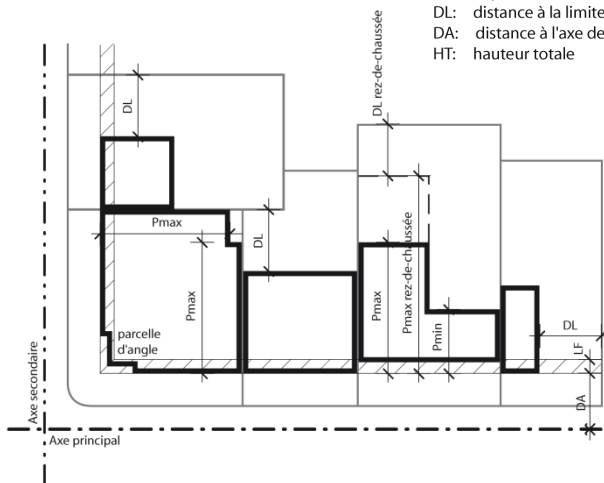 DL: distance à la limite
DA: distance à l'axe de
HT: hauteur totale
DL rez-de-chaussée
DL
Pmax
DL
Pmax
Pmax
Pmax rez-de-chaussée
Pmin
DL
LF
DA
parcelle
d'angle
Axe secondaire
Axe principal